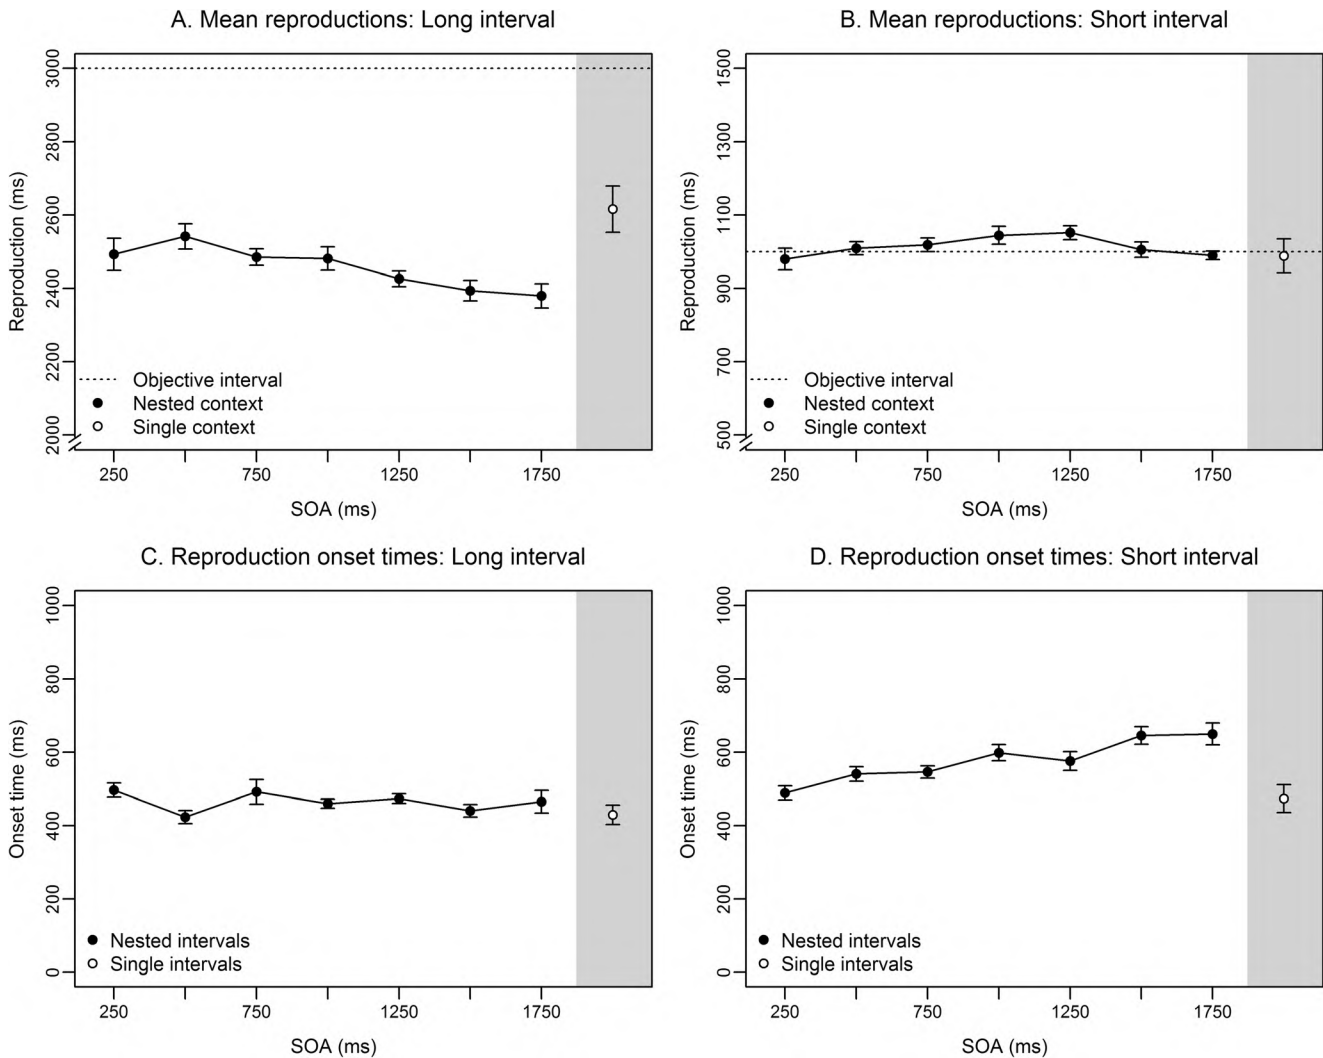 A. Mean reproductions: Long interval
3000
2800
2600
2400
2200
2000
Reproduction (ms)
Objective interval
Nested context
Single context
250
750
1250
1750
SOA (ms)
B. Mean reproductions: Short interval
1500
1300
1100
900
700
500
Reproduction (ms)
Objective interval
Nested context
Single context
250
750
1250
1750
SOA (ms)
C. Reproduction onset times: Long interval
1000
800
600
400
200
0
Onset time (ms)
Nested intervals
Single intervals
250
750
1250
1750
SOA (ms)
D. Reproduction onset times: Short interval
1000
800
600
400
200
0
Onset time (ms)
Nested intervals
Single intervals
250
750
1250
1750
SOA (ms)